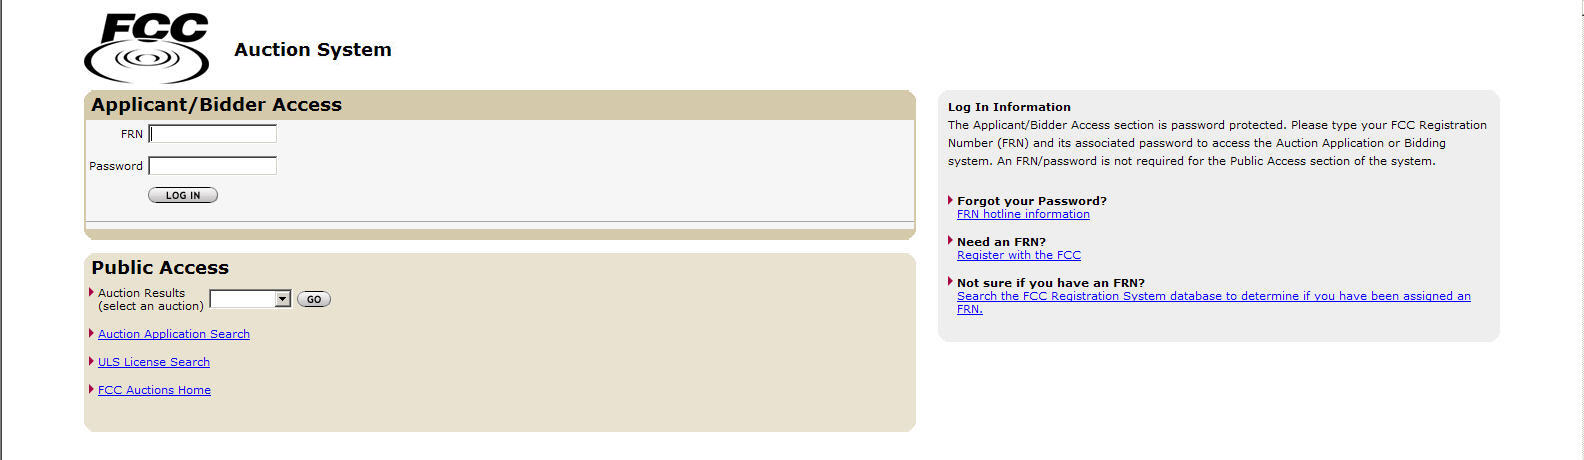 FCC
Auction System
Applicant/Bidder Access
FRN
Password
LOG IN
Public Access
Auction Results
(select an auction)
GO
Auction Application Search
ULS License Search
FCC Auctions Home
Log In Information
The Applicant/Bidder Access section is password protected. Please type your FCC Registration
Number (FRN) and its associated password to access the Auction Application or Bidding
system. An FRN/password is not required for the Public Access section of the system.
Forgot your Password?
FRN hotline information
Need an FRN?
Register with the FCC
Not sure if you have an FRN?
Search the FCC Registration System database to determine if you have been assigned an
FRN.